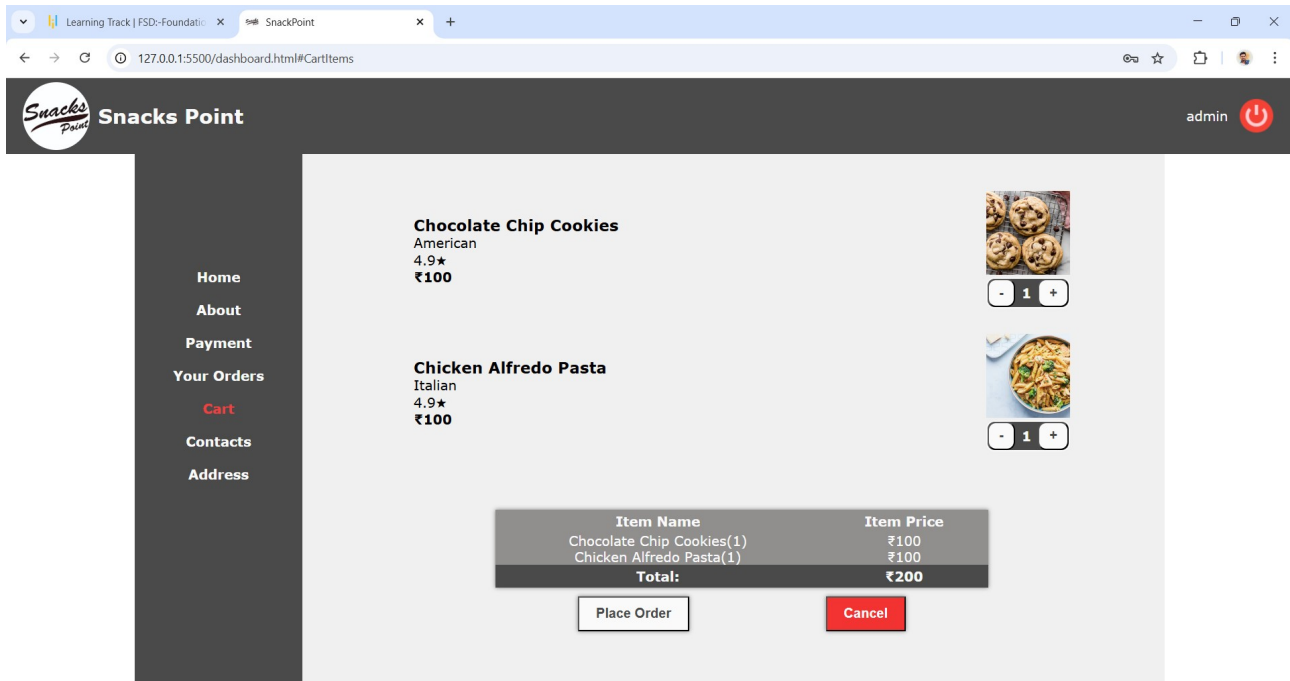 Learning Track | FSD:-Foundatio
SnackPoint
127.0.0.1:5500/dashboard.html#CartItems
Snacks
Point
Snacks Point
admin
Home
About
Payment
Your Orders
Cart
Contacts
Address
Chocolate Chip Cookies
American
4.9★
₹100
- 1 +
Chicken Alfredo Pasta
Italian
4.9★
₹100
- 1 +
Item Name Item Price
Chocolate Chip Cookies(1) ₹100
Chicken Alfredo Pasta(1) ₹100
Total: ₹200
Place Order Cancel